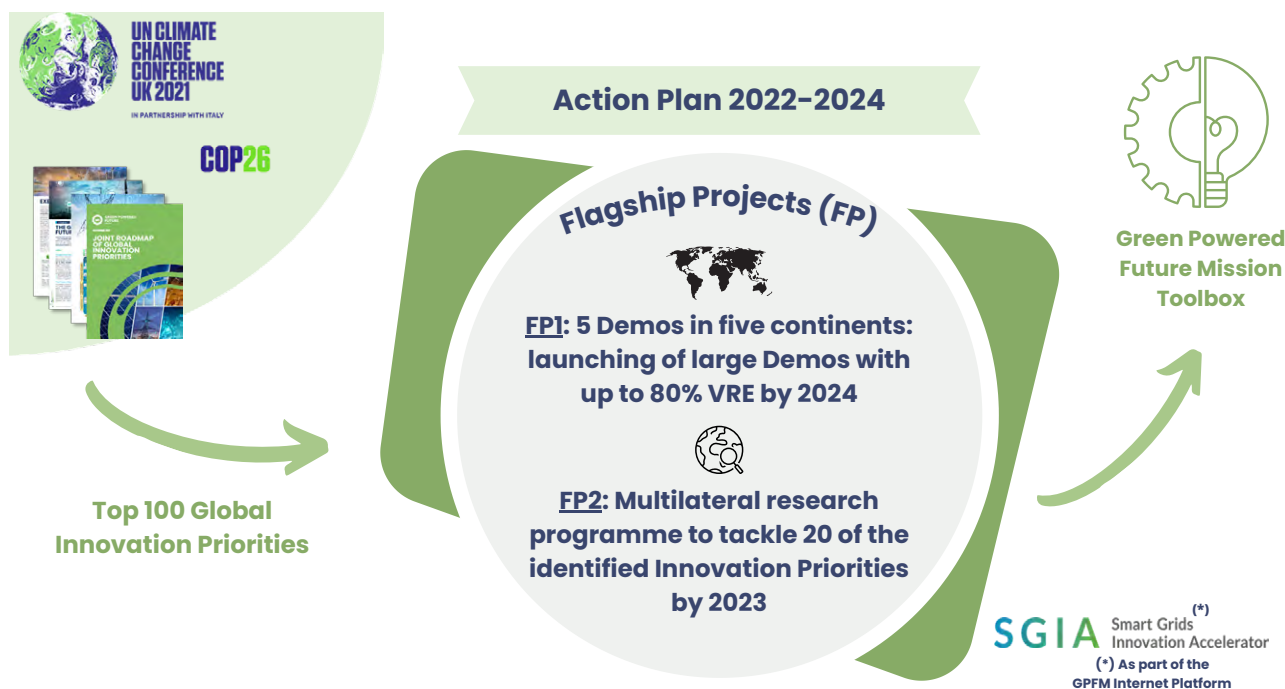 UN CLIMATE
CHANGE
CONFERENCE
UK 2021
IN PARTNERSHIP WITH ITALY
COP26
JOINT ROADMAP
OF GLOBAL
INNOVATION
PRIORITIES
Top 100 Global
Innovation Priorities
Action Plan 2022-2024
Flagship Projects (FP)
FP1: 5 Demos in five continents:
launching of large Demos with
up to 80% VRE by 2024
FP2: Multilateral research
programme to tackle 20 of the
identified Innovation Priorities
by 2023
Green Powered
Future Mission
Toolbox
(*)
SGIA Smart Grids
Innovation Accelerator
(*) As part of the
GPFM Internet Platform